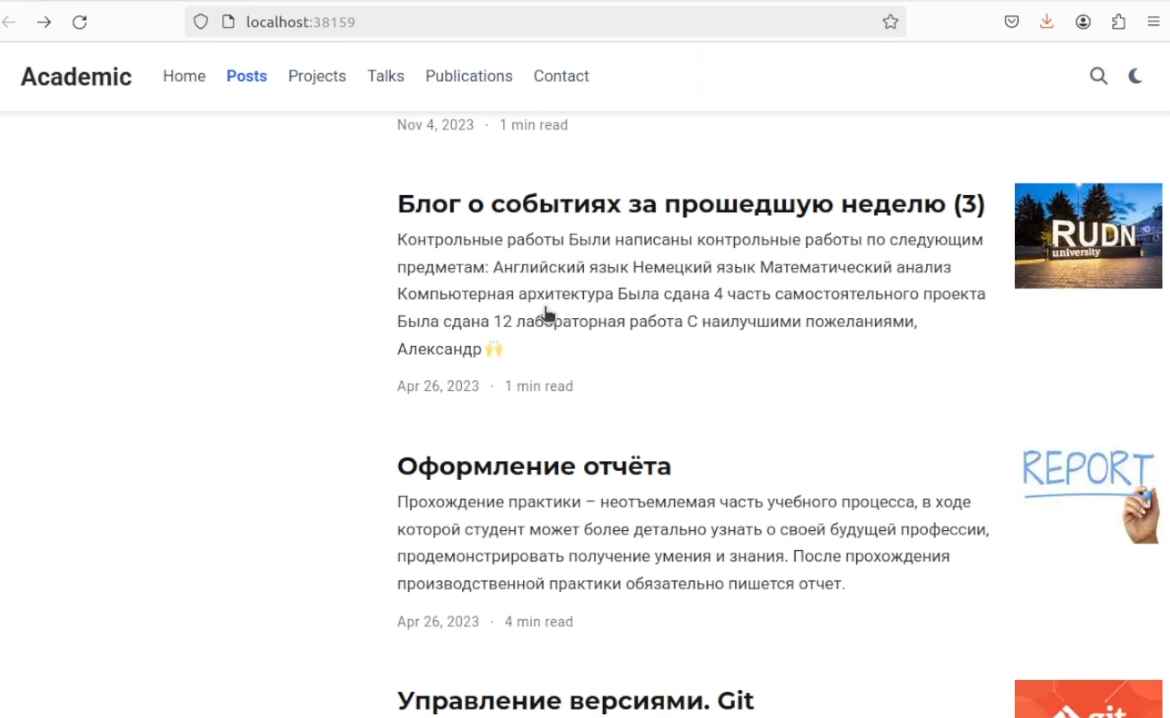 localhost:38159
Academic Home Posts Projects Talks Publications Contact
Nov 4, 2023 · 1 min read
Блог о событиях за прошедшую неделю (3)
Контрольные работы Были написаны контрольные работы по следующим
предметам: Английский язык Немецкий язык Математический анализ
Компьютерная архитектура Была сдана 4 часть самостоятельного проекта
Была сдана 12 лабораторная работа С наилучшими пожеланиями,
Александр 🙌
Apr 26, 2023 · 1 min read
RUDN
university
Оформление отчёта
Прохождение практики – неотъемлемая часть учебного процесса, в ходе
которой студент может более детально узнать о своей будущей профессии,
продемонстрировать получение умения и знания. После прохождения
производственной практики обязательно пишется отчет.
Apr 26, 2023 · 4 min read
REPORT
Управление версиями. Git
git